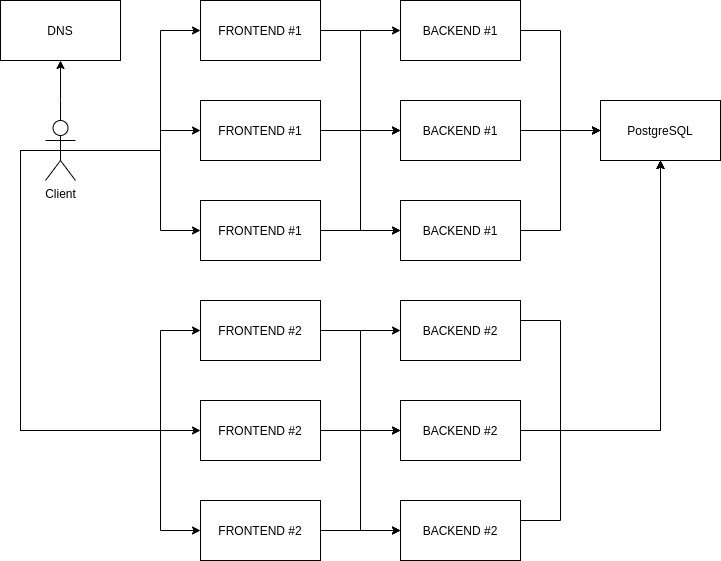 DNS
FRONTEND #1
BACKEND #1
FRONTEND #1
BACKEND #1
PostgreSQL
Client
FRONTEND #1
BACKEND #1
FRONTEND #2
BACKEND #2
FRONTEND #2
BACKEND #2
FRONTEND #2
BACKEND #2